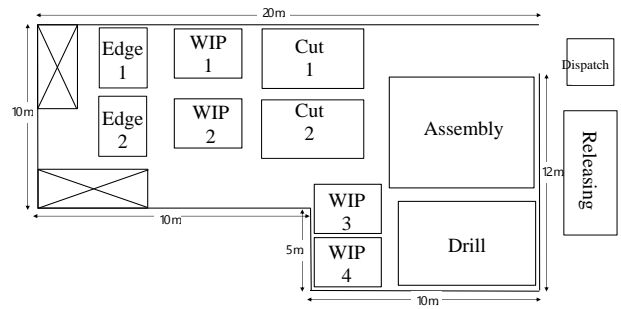 20m
Edge
1
WIP
1
Cut
1
Dispatch
10m
Edge
2
WIP
2
Cut
2
Assembly
Releasing
12m
WIP
3
10m
5m
WIP
4
Drill
10m